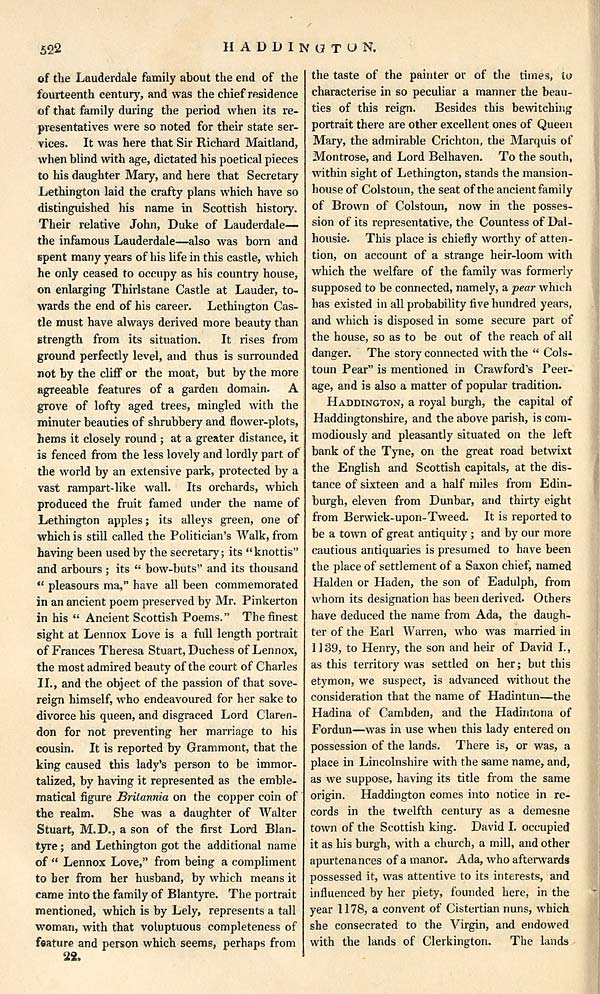 522
HADDINGTON.
of the Lauderdale family about the end of the
fourteenth century, and was the chief residence
of that family during the period when its re-
presentatives were so noted for their state ser-
vices. It was here that Sir Richard Maitland,
when blind with age, dictated his poetical pieces
to his daughter Mary, and here that Secretary
Lethington laid the crafty plans which have so
distinguished his name in Scottish history.
Their relative John, Duke of Lauderdale—
the infamous Lauderdale—also was born and
spent many years of his life in this castle, which
he only ceased to occupy as his country house,
on enlarging Thirlstane Castle at Lauder, to-
wards the end of his career. Lethington Cas-
tle must have always derived more beauty than
strength from its situation. It rises from
ground perfectly level, and thus is surrounded
not by the cliff or the moat, but by the more
agreeable features of a garden domain. A
grove of lofty aged trees, mingled with the
minuter beauties of shrubbery and flower-plots,
hems it closely round; at a greater distance, it
is fenced from the less lovely and lordly part of
the world by an extensive park, protected by a
vast rampart-like wall. Its orchards, which
produced the fruit famed under the name of
Lethington apples; its alleys green, one of
which is still called the Politician's Walk, from
having been used by the secretary; its "knottis"
and arbours; its " bow-buts" and its thousand
" pleasours ma," have all been commemorated
in an ancient poem preserved by Mr. Pinkerton
in his " Ancient Scottish Poems." The finest
sight at Lennox Love is a full length portrait
of Frances Theresa Stuart, Duchess of Lennox,
the most admired beauty of the court of Charles
II., and the object of the passion of that sove-
reign himself, who endeavoured for her sake to
divorce his queen, and disgraced Lord Claren-
don for not preventing her marriage to his
cousin. It is reported by Grammont, that the
king caused this lady's person to be immor-
talized, by having it represented as the emble-
matical figure Britannia on the copper coin of
the realm. She was a daughter of Walter
Stuart, M.D., a son of the first Lord Blan-
tyre; and Lethington got the additional name
of " Lennox Love," from being a compliment
to her from her husband, by which means it
came into the family of Blantyre. The portrait
mentioned, which is by Lely, represents a tall
woman, with that voluptuous completeness of
feature and person which seems, perhaps from
22.
the taste of the painter or of the times, to
characterise in so peculiar a manner the beau-
ties of this reign. Besides this bewitching
portrait there are other excellent ones of Queen
Mary, the admirable Crichton, the Marquis of
Montrose, and Lord Belhaven. To the south,
within sight of Lethington, stands the mansion-
house of Colstoun, the seat of the ancient family
of Brown of Colstoun, now in the posses-
sion of its representative, the Countess of Dal-
housie. This place is chiefly worthy of atten-
tion, on account of a strange heir-loom with
which the welfare of the family was formerly
supposed to be connected, namely, a pear which
has existed in all probability five hundred years,
and which is disposed in some secure part of
the house, so as to be out of the reach of all
danger. The story connected with the " Cols-
toun Pear" is mentioned in Crawford's Peer-
age, and is also a matter of popular tradition.
HADDINGTON, a royal burgh, the capital of
Haddingtonshire, and the above parish, is com-
modiously and pleasantly situated on the left
bank of the Tyne, on the great road betwixt
the English and Scottish capitals, at the dis-
tance of sixteen and a half miles from Edin-
burgh, eleven from Dunbar, and thirty eight
from Berwick-upon-Tweed. It is reported to
be a town of great antiquity; and by our more
cautious antiquaries is presumed to have been
the place of settlement of a Saxon chief, named
Halden or Haden, the son of Eadulph, from
whom its designation has been derived. Others
have deduced the name from Ada, the daugh-
ter of the Earl Warren, who was married in
1139, to Henry, the son and heir of David I.,
as this territory was settled on her; but this
etymon, we suspect, is advanced without the
consideration that the name of Hadintun—the
Hadina of Cambden, and the Hadintona of
Fordun—was in use when this lady entered on
possession of the lands. There is, or was, a
place in Lincolnshire with the same name, and,
as we suppose, having its title from the same
origin. Haddington comes into notice in re-
cords in the twelfth century as a demesne
town of the Scottish king. David I. occupied
it as his burgh, with a church, a mill, and other
apurtenances of a manor. Ada, who afterwards
possessed it, was attentive to its interests, and
influenced by her piety, founded here, in the
year 1178, a convent of Cistertian nuns, which
she consecrated to the Virgin, and endowed
with the lands of Clerkington. The lands